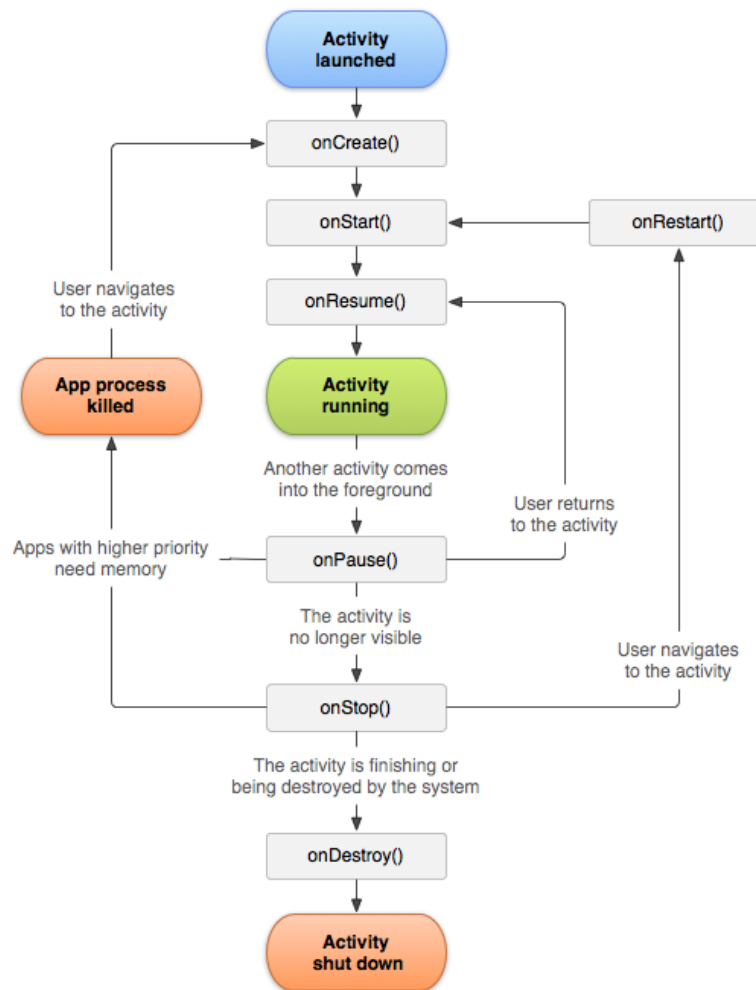 Activity
launched
onCreate()
onStart()
onRestart()
User navigates
to the activity
onResume()
App process
killed
Activity
running
Another activity comes
into the foreground
User returns
to the activity
Apps with higher priority
need memory
onPause()
The activity is
no longer visible
User navigates
to the activity
onStop()
The activity is finishing or
being destroyed by the system
onDestroy()
Activity
shut down